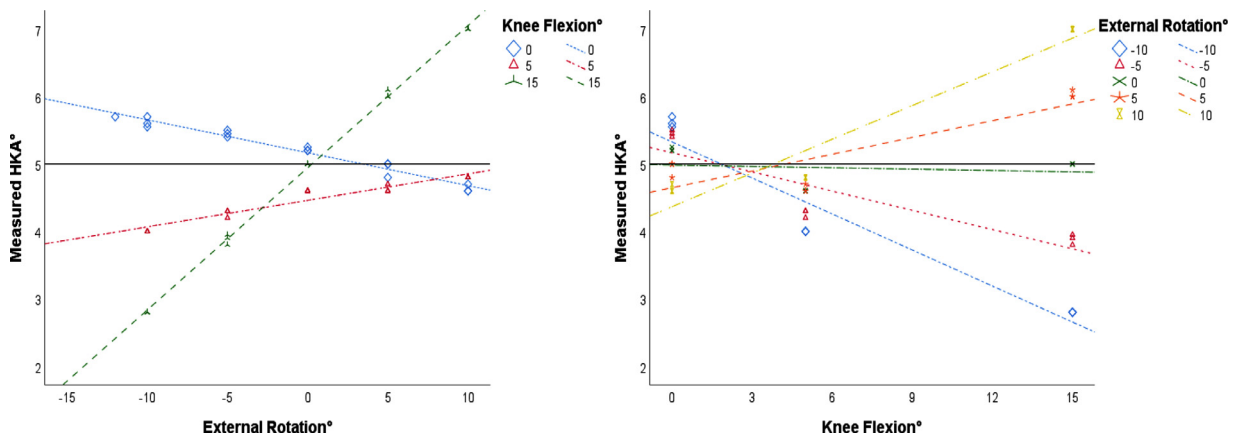 Knee Flexion°
0 0
5 5
15 15
Measured HKA°
7
6
5
4
3
2
-15 -10 -5 0 5 10
External Rotation°
External Rotation°
-10 -10
-5 -5
0 0
5 5
10 10
Measured HKA°
7
6
5
4
3
2
0 3 6 9 12 15
Knee Flexion°